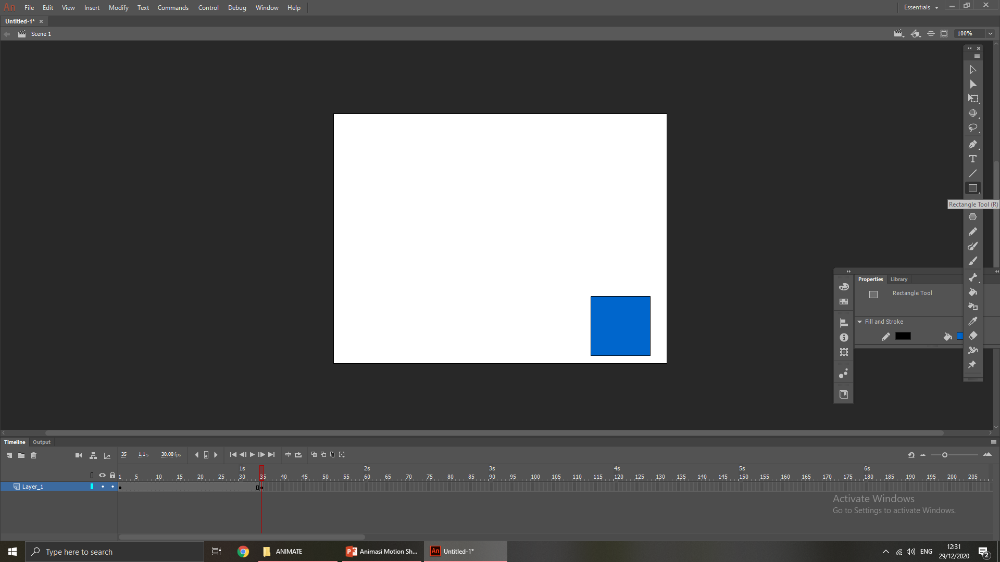 An File Edit View Insert Modify Text Commands Control Debug Window Help Essentials
Untitled-1*
Scene 1 100%
Rectangle Tool (R)
Properties Library
Rectangle Tool
Fill and Stroke
Timeline Output
35 1,1 s 30,00 fps
1s 2s 3s 4s 5s 6s
1 5 10 15 20 25 30 35 40 45 50 55 60 65 70 75 80 85 90 95 100 105 110 115 120 125 130 135 140 145 150 155 160 165 170 175 180 185 190 195 200 205
Layer_1
Activate Windows
Go to Settings to activate Windows.
Type here to search ANIMATE Animasi Motion Sh... An Untitled-1* ENG
12:31
29/12/2020
2